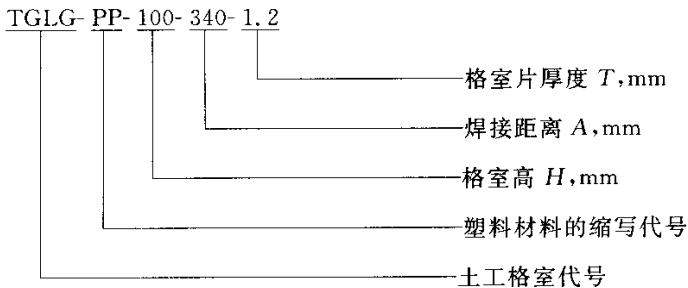 TGLG-PP-100-340-1.2
格室片厚度 T,mm
焊接距离 A,mm
格室高 H,mm
塑料材料的缩写代号
土工格室代号